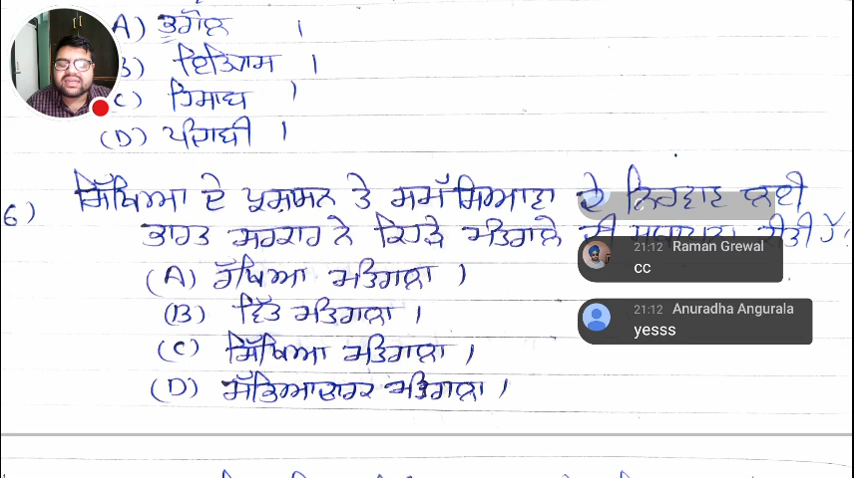 A) ਭੂਗੋਲ ।
B) ਇਤਿਹਾਸ ।
C) ਹਿਸਾਬ ।
(D) ਪੰਜਾਬੀ ।
6) ਸਿੱਖਿਆ ਦੇ ਪ੍ਰਸ਼ਾਸਨ ਤੇ ਸਮੱਸਿਆਵਾਂ ਦੇ
ਭਾਰਤ ਸਰਕਾਰ ਨੇ ਕਿਹੜੇ ਮੰਤਰਾਲੇ ਦੀ
(A) ਰੱਖਿਆ ਮੰਤਰਾਲਾ ।
(B) ਵਿੱਤ ਮੰਤਰਾਲਾ ।
(C) ਸਿੱਖਿਆ ਮੰਤਰਾਲਾ ।
(D) ਸੱਭਿਆਚਾਰਕ ਮੰਤਰਾਲਾ ।
21:12 Raman Grewal
cc
21:12 Anuradha Angurala
yesss